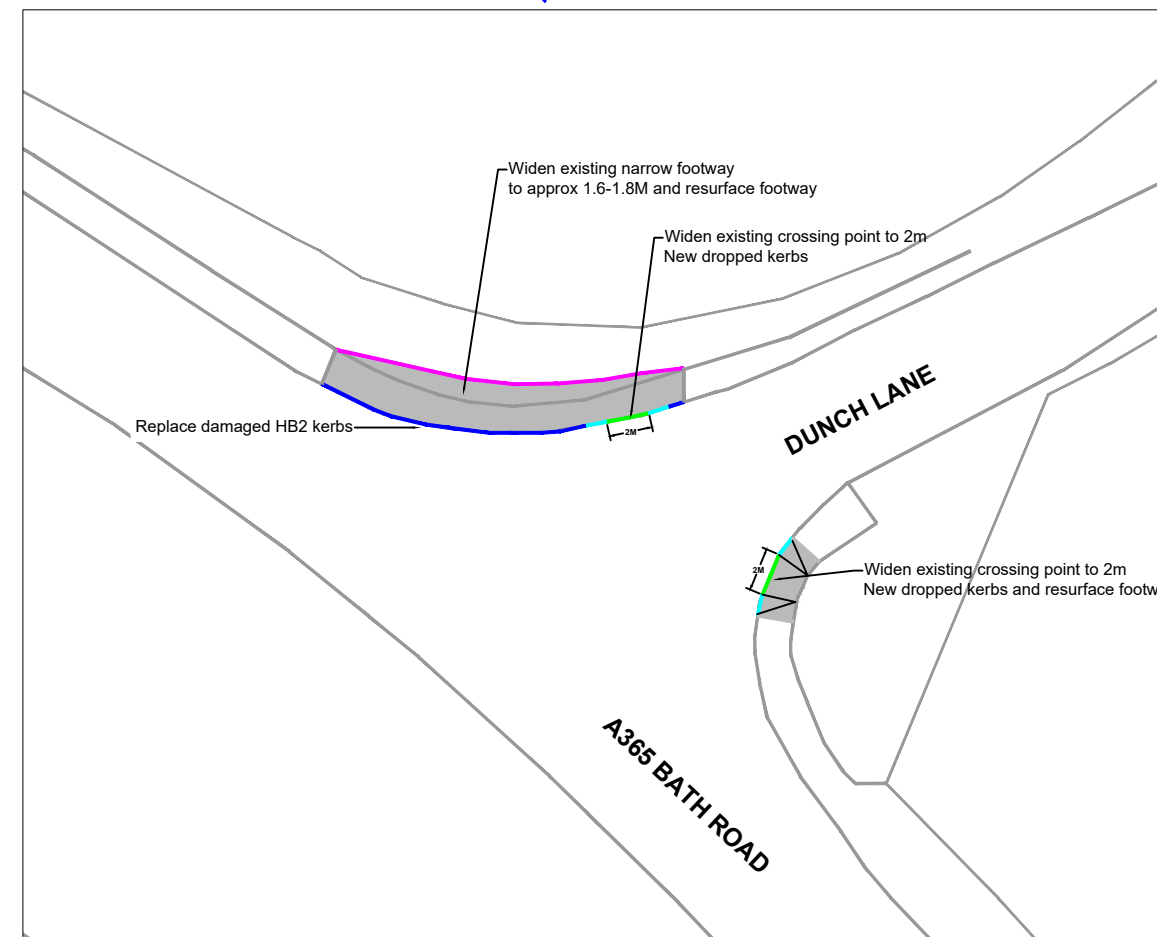 Widen existing narrow footway
to approx 1.6-1.8M and resurface footway
Widen existing crossing point to 2m
New dropped kerbs
Replace damaged HB2 kerbs
2M
DUNCH LANE
2M
Widen existing crossing point to 2m
New dropped kerbs and resurface footw
A365 BATH ROAD